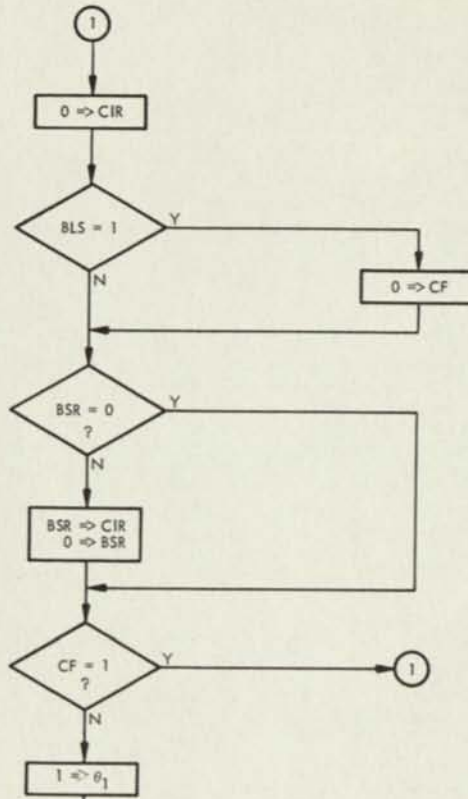 1
0 => CIR
BLS = 1
Y
N
0 => CF
BSR = 0
?
Y
N
BSR => CIR
0 => BSR
CF = 1
?
Y
1
N
1 => θ₁